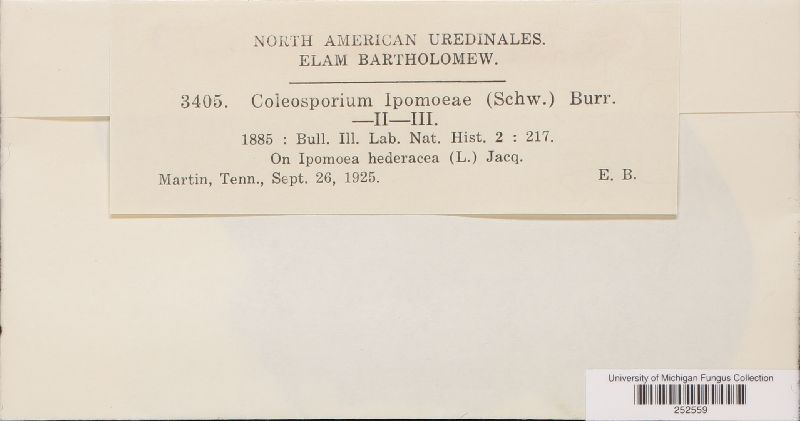 NORTH AMERICAN UREDINALES.
ELAM BARTHOLOMEW.
3405. Coleosporium Ipomoeae (Schw.) Burr.
—II—III.
1885 : Bull. Ill. Lab. Nat. Hist. 2 : 217.
On Ipomoea hederacea (L.) Jacq.
Martin, Tenn., Sept. 26, 1925. E. B.
University of Michigan Fungus Collection
252559